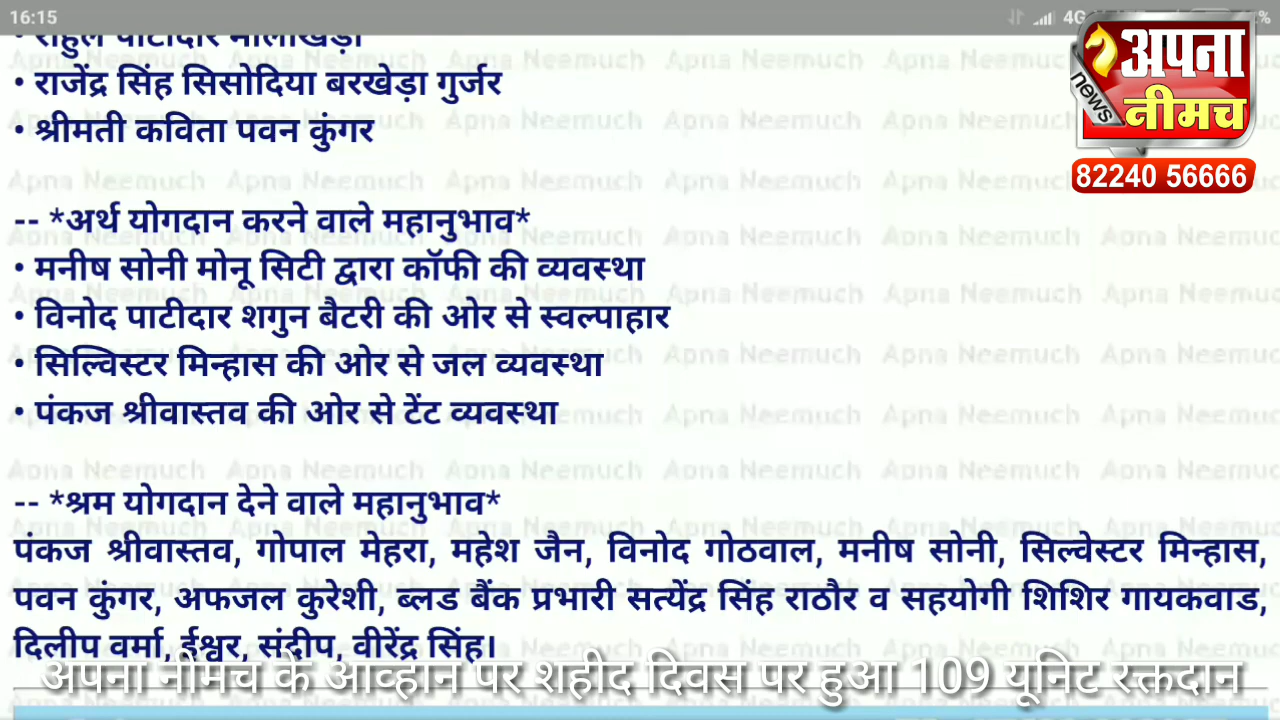 16:15
4G
अपना
नीमच
news
82240 56666
• राहुल पाटीदार मालाखेड़ा
• राजेंद्र सिंह सिसोदिया बरखेड़ा गुर्जर
• श्रीमती कविता पवन कुंगर
-- *अर्थ योगदान करने वाले महानुभाव*
• मनीष सोनी मोनू सिटी द्वारा कॉफी की व्यवस्था
• विनोद पाटीदार शगुन बैटरी की ओर से स्वल्पाहार
• सिल्विस्टर मिन्हास की ओर से जल व्यवस्था
• पंकज श्रीवास्तव की ओर से टेंट व्यवस्था
-- *श्रम योगदान देने वाले महानुभाव*
पंकज श्रीवास्तव, गोपाल मेहरा, महेश जैन, विनोद गोठवाल, मनीष सोनी, सिल्वेस्टर मिन्हास,
पवन कुंगर, अफजल कुरेशी, ब्लड बैंक प्रभारी सत्येंद्र सिंह राठौर व सहयोगी शिशिर गायकवाड,
दिलीप वर्मा, ईश्वर, संदीप, वीरेंद्र सिंह।
अपना नीमच के आव्हान पर शहीद दिवस पर हुआ 109 यूनिट रक्तदान